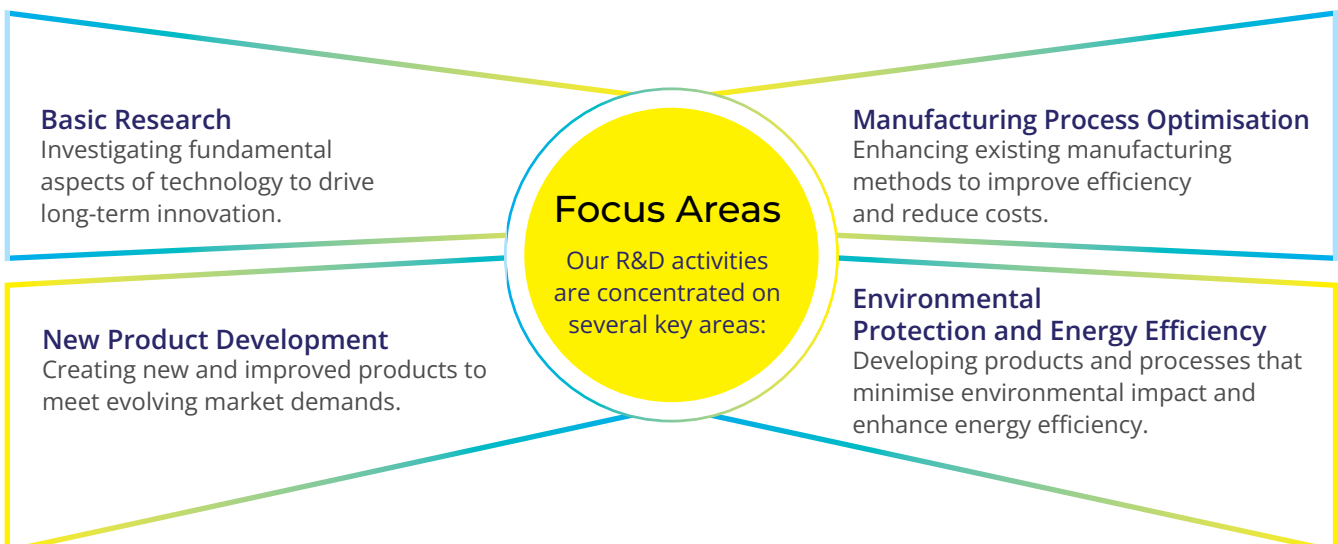 Basic Research
Investigating fundamental
aspects of technology to drive
long-term innovation.
New Product Development
Creating new and improved products to
meet evolving market demands.
Focus Areas
Our R&D activities
are concentrated on
several key areas:
Manufacturing Process Optimisation
Enhancing existing manufacturing
methods to improve efficiency
and reduce costs.
Environmental
Protection and Energy Efficiency
Developing products and processes that
minimise environmental impact and
enhance energy efficiency.